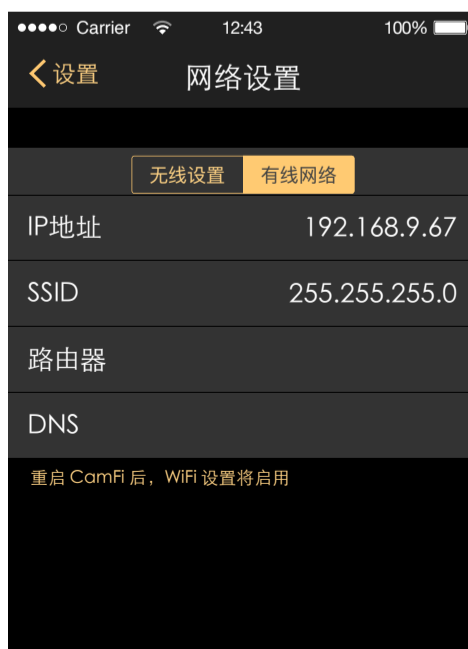 Carrier 12:43 100%
设置 网络设置
无线设置 有线网络
IP地址 192.168.9.67
SSID 255.255.255.0
路由器
DNS
重启 CamFi 后，WiFi 设置将启用